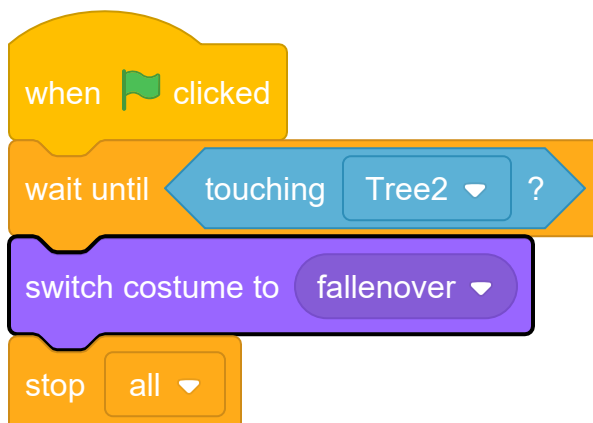 when clicked
wait until touching Tree2 ?
switch costume to fallenover
stop all